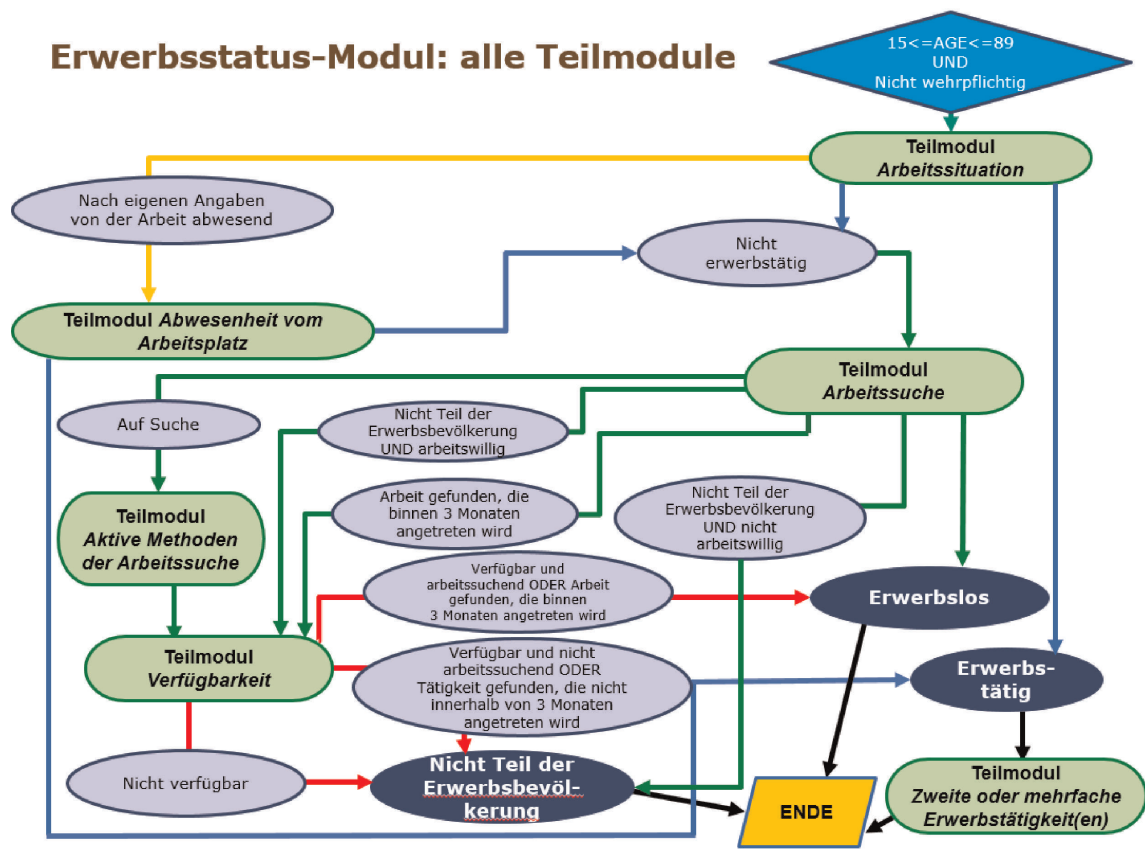 Erwerbsstatus-Modul: alle Teilmodule
15<=AGE<=89
UND
Nicht wehrpflichtig
Teilmodul
Arbeitssituation
Nach eigenen Angaben
von der Arbeit abwesend
Nicht
erwerbstätig
Teilmodul Abwesenheit vom
Arbeitsplatz
Teilmodul
Arbeitssuche
Auf Suche
Nicht Teil der
Erwerbsbevölkerung
UND arbeitswillig
Arbeit gefunden, die
binnen 3 Monaten
angetreten wird
Nicht Teil der
Erwerbsbevölkerung
UND nicht
arbeitswillig
Teilmodul
Aktive Methoden
der Arbeitssuche
Verfügbar und
arbeitssuchend ODER Arbeit
gefunden, die binnen
3 Monaten angetreten wird
Erwerbslos
Teilmodul
Verfügbarkeit
Verfügbar und nicht
arbeitssuchend ODER
Tätigkeit gefunden, die nicht
innerhalb von 3 Monaten
angetreten wird
Erwerbs-
tätig
Nicht verfügbar
Nicht Teil der
Erwerbsbevöl-
kerung
ENDE
Teilmodul
Zweite oder mehrfache
Erwerbstätigkeit(en)